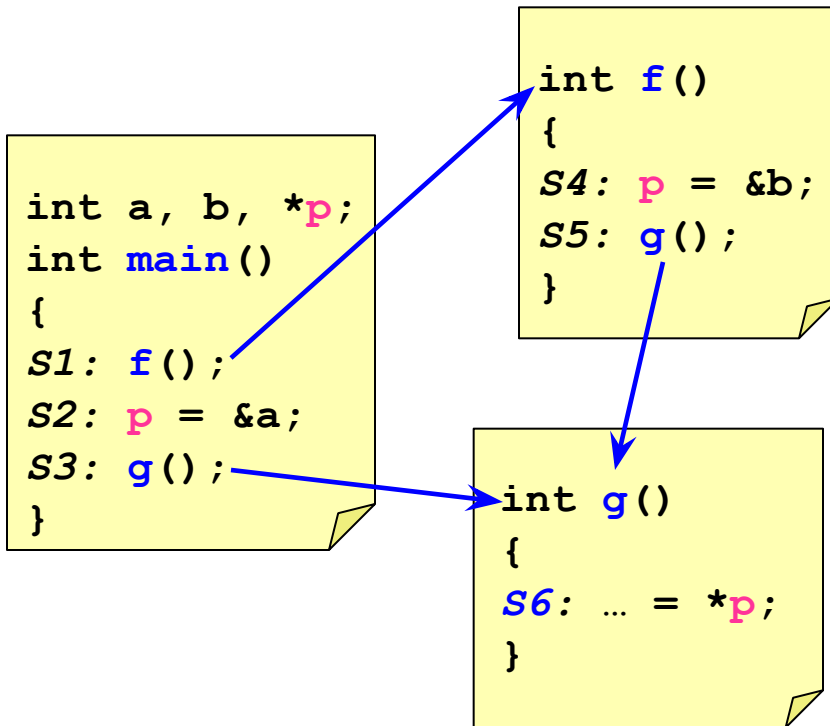 int a, b, *p;
int main()
{
S1: f();
S2: p = &a;
S3: g();
}
int f()
{
S4: p = &b;
S5: g();
}
int g()
{
S6: … = *p;
}